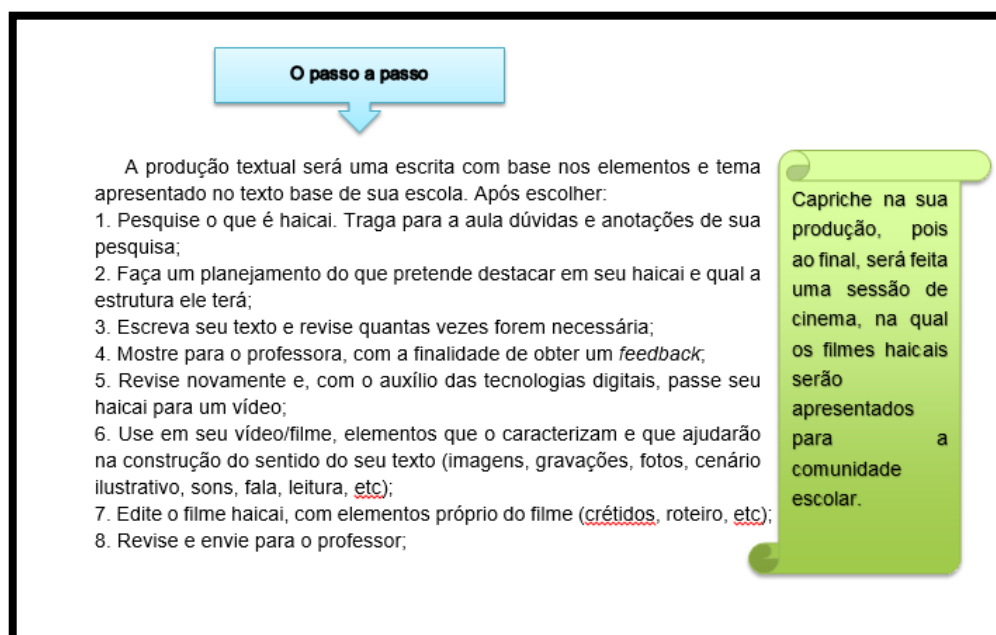 O passo a passo
A produção textual será uma escrita com base nos elementos e tema
apresentado no texto base de sua escola. Após escolher:
1. Pesquise o que é haicai. Traga para a aula dúvidas e anotações de sua
pesquisa;
2. Faça um planejamento do que pretende destacar em seu haicai e qual a
estrutura ele terá;
3. Escreva seu texto e revise quantas vezes forem necessária;
4. Mostre para o professora, com a finalidade de obter um feedback;
5. Revise novamente e, com o auxílio das tecnologias digitais, passe seu
haicai para um vídeo;
6. Use em seu vídeo/filme, elementos que o caracterizam e que ajudarão
na construção do sentido do seu texto (imagens, gravações, fotos, cenário
ilustrativo, sons, fala, leitura, etc);
7. Edite o filme haicai, com elementos próprio do filme (crétidos, roteiro, etc);
8. Revise e envie para o professor;
Capriche na sua
produção, pois
ao final, será feita
uma sessão de
cinema, na qual
os filmes haicais
serão
apresentados
para a
comunidade
escolar.